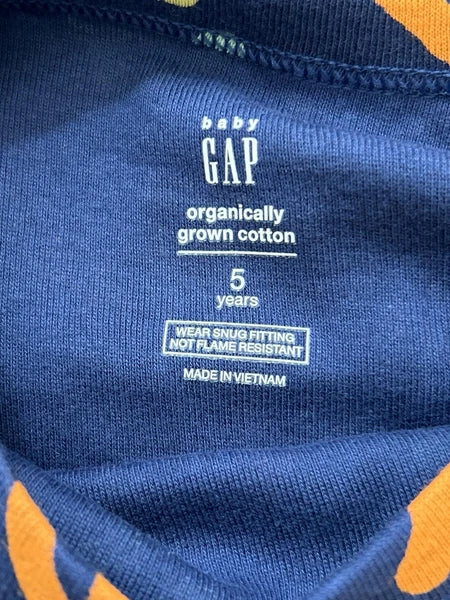 baby
GAP
organically
grown cotton
5
years
WEAR SNUG FITTING
NOT FLAME RESISTANT
MADE IN VIETNAM